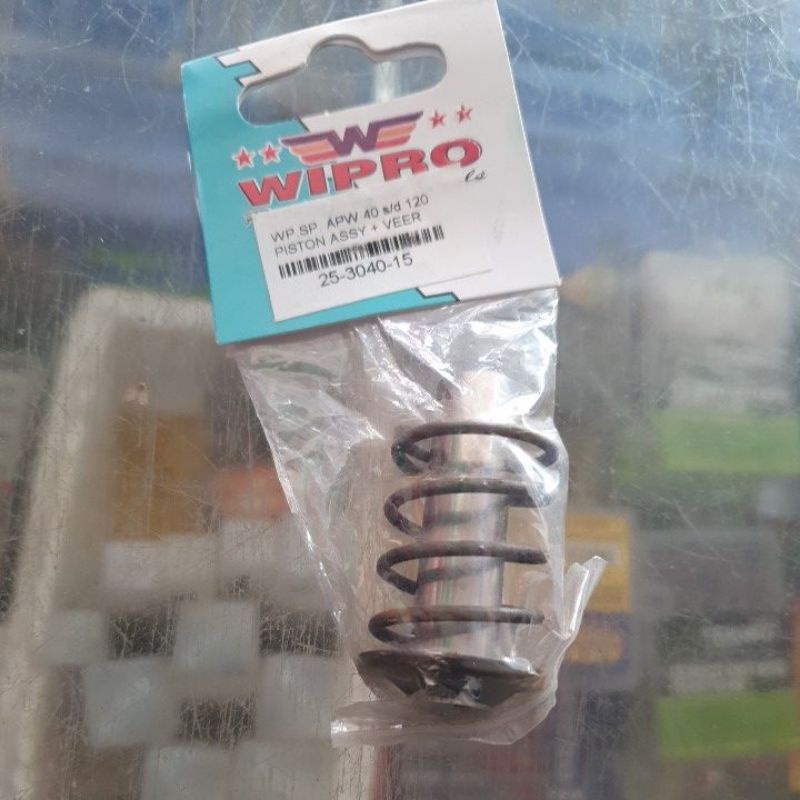 W
WIPRO
WP.SP. APW 40 s/d 120
PISTON ASSY + VEER
25-3040-15